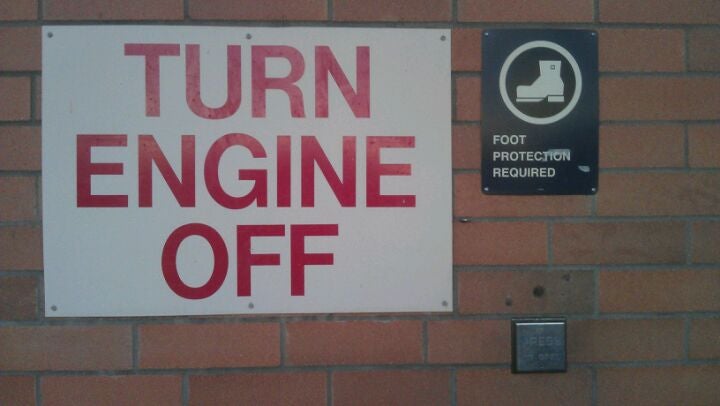 TURN
ENGINE
OFF
FOOT
PROTECTION
REQUIRED